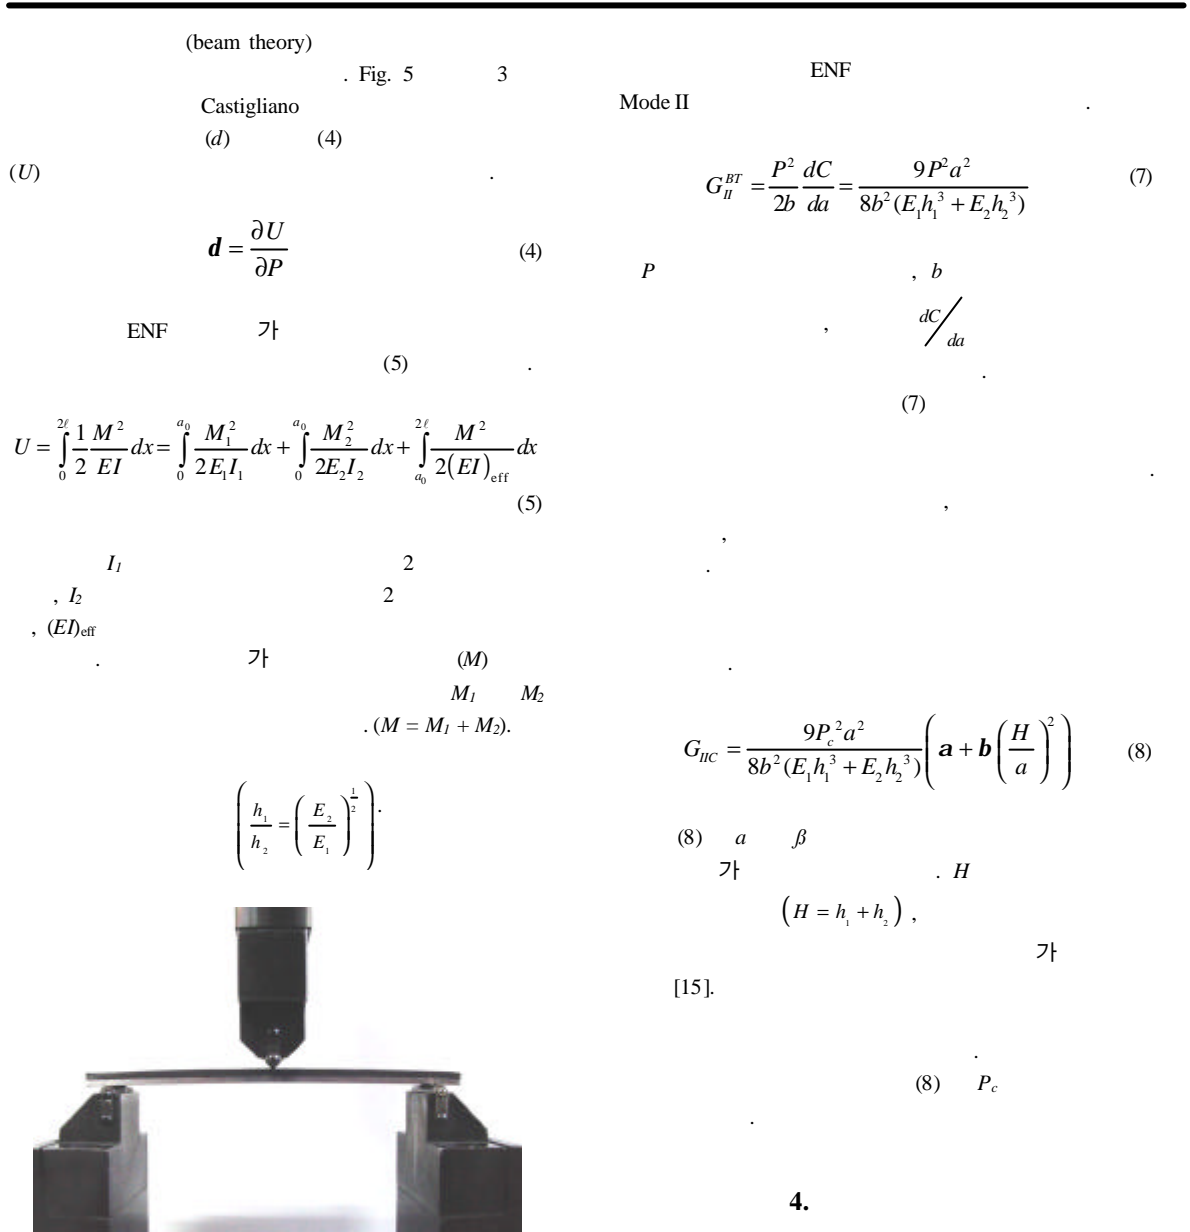 (beam theory)
. Fig. 5 3
Castigliano
(d) (4)
(U) .
d = ∂U/∂P (4)
ENF 가
(5) .
U = ∫₀^{2ℓ} (1/2) (M²/EI) dx = ∫₀^{a₀} M₁²/(2E₁I₁) dx + ∫₀^{a₀} M₂²/(2E₂I₂) dx + ∫_{a₀}^{2ℓ} M²/(2(EI)_eff) dx
(5)
I₁ 2
, I₂ 2
, (EI)eff
. 가 (M)
M₁ M₂
. (M = M₁ + M₂).
(h₁/h₂ = (E₂/E₁)^{1/2}).
ENF
Mode II .
G_II^BT = (P²/2b) (dC/da) = 9P²a² / (8b²(E₁h₁³ + E₂h₂³)) (7)
P , b
, dC/da
.
(7)
.
,
,
.
.
G_IIC = 9P_c²a² / (8b²(E₁h₁³ + E₂h₂³)) (a + b(H/a)²) (8)
(8) a ß
가 . H
(H = h₁ + h₂) ,
가
[15].
.
(8) Pc
.
4.